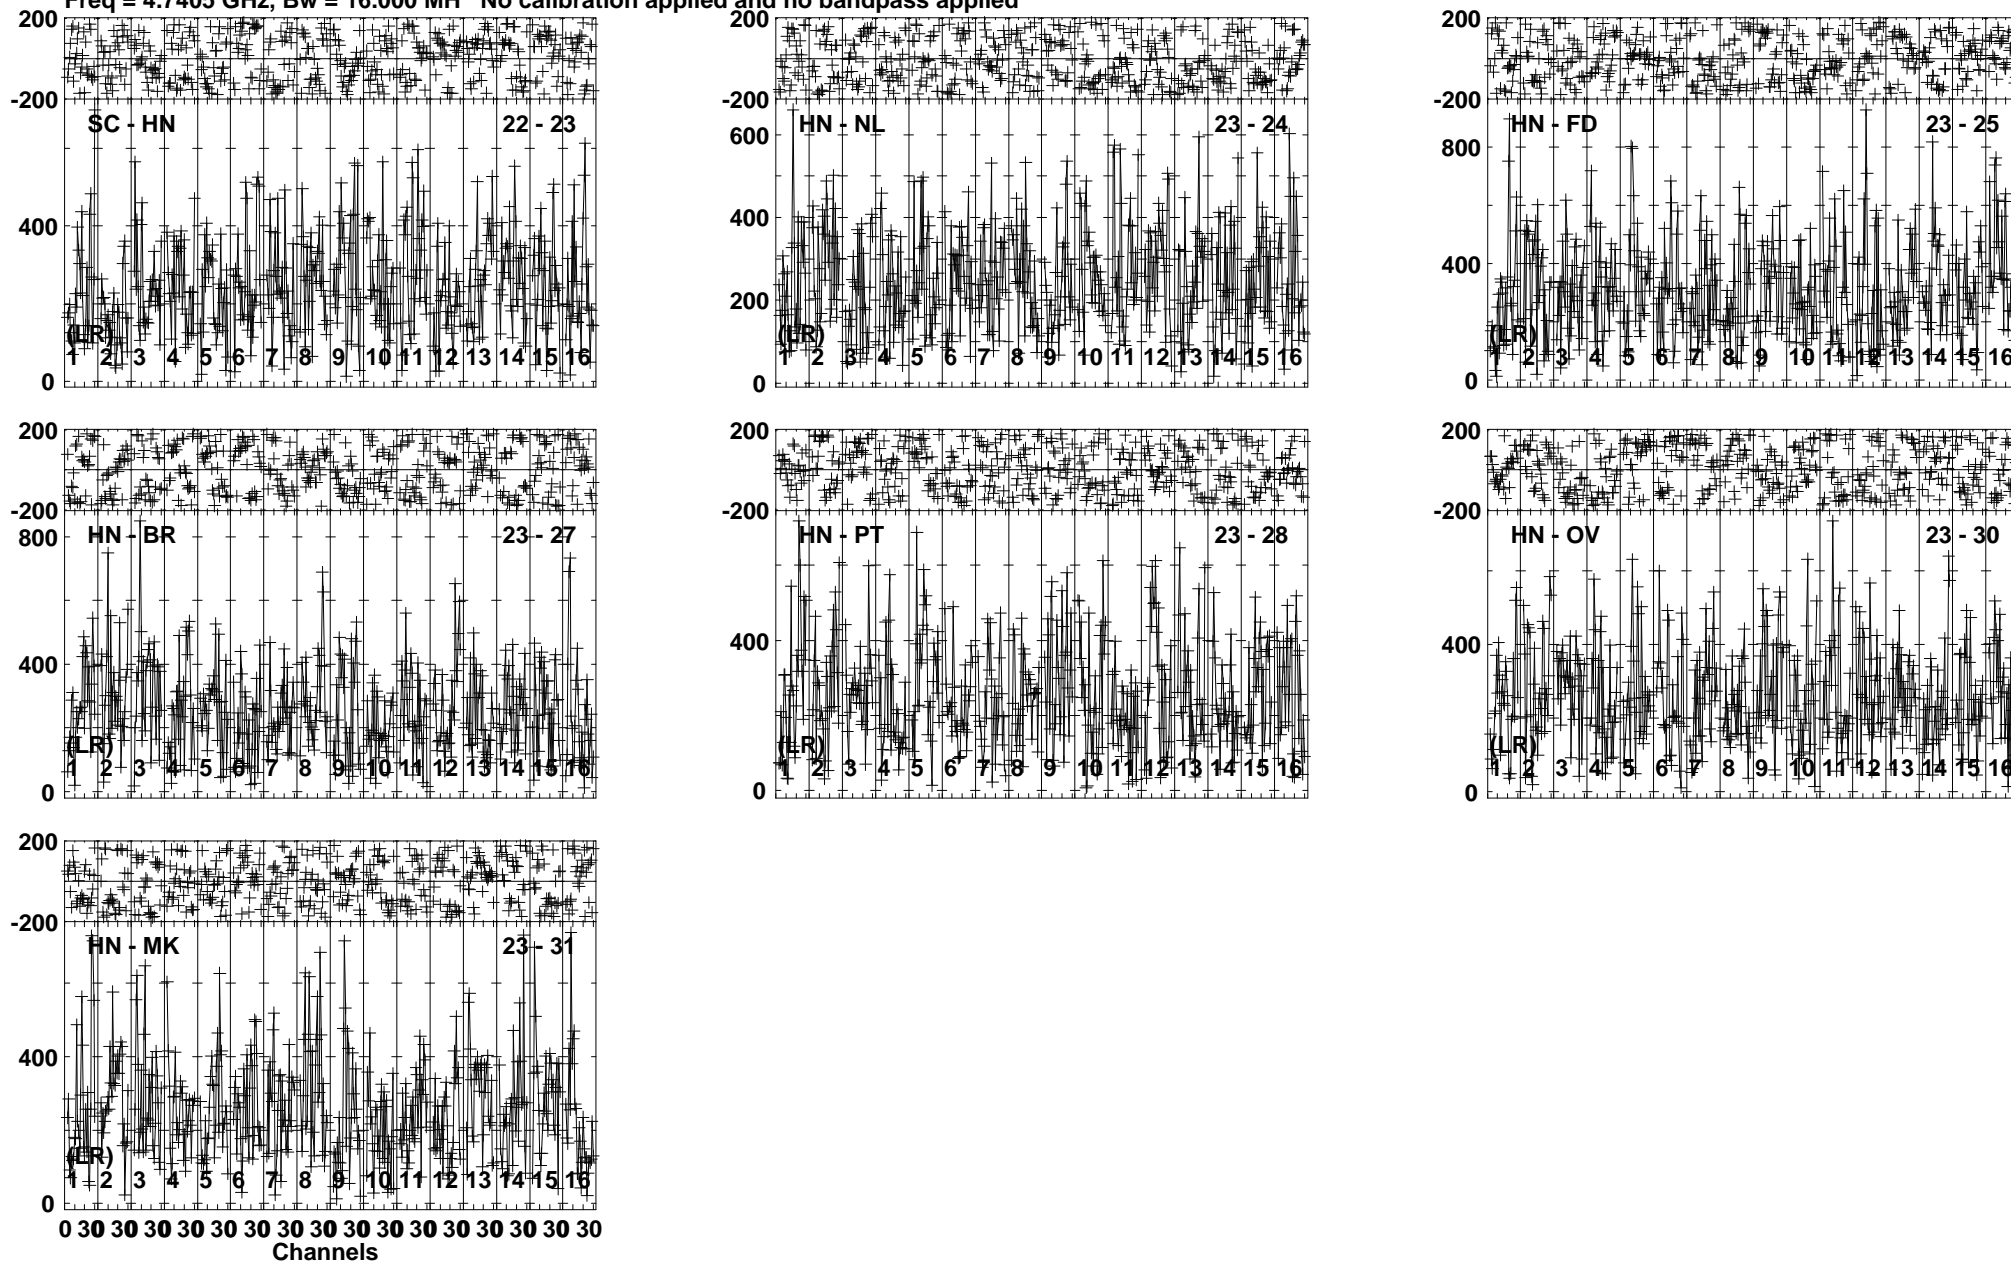 Freq = 4.7405 GHz, Bw = 16.000 MH No calibration applied and no bandpass applied
200 200 200
-200 -200 -200
SC - HN 22 - 23 HN - NL 23 - 24 HN - FD 23 - 25
600 800
400 400 400
200
(LR) (LR) (LR)
1 2 3 4 5 6 7 8 9 10 11 12 13 14 15 16 1 2 3 4 5 6 7 8 9 10 11 12 13 14 15 16 1 2 3 4 5 6 7 8 9 10 11 12 13 14 15 16
0 0 0
200 200 200
-200 -200 -200
HN - BR 23 - 27 HN - PT 23 - 28 HN - OV 23 - 30
800
400 400 400
(LR) (LR) (LR)
1 2 3 4 5 6 7 8 9 10 11 12 13 14 15 16 1 2 3 4 5 6 7 8 9 10 11 12 13 14 15 16 1 2 3 4 5 6 7 8 9 10 11 12 13 14 15 16
0 0 0
200
-200
HN - MK 23 - 31
400
(LR)
1 2 3 4 5 6 7 8 9 10 11 12 13 14 15 16
0
0 30 30 30 30 30 30 30 30 30 30 30 30 30 30 30 30
Channels